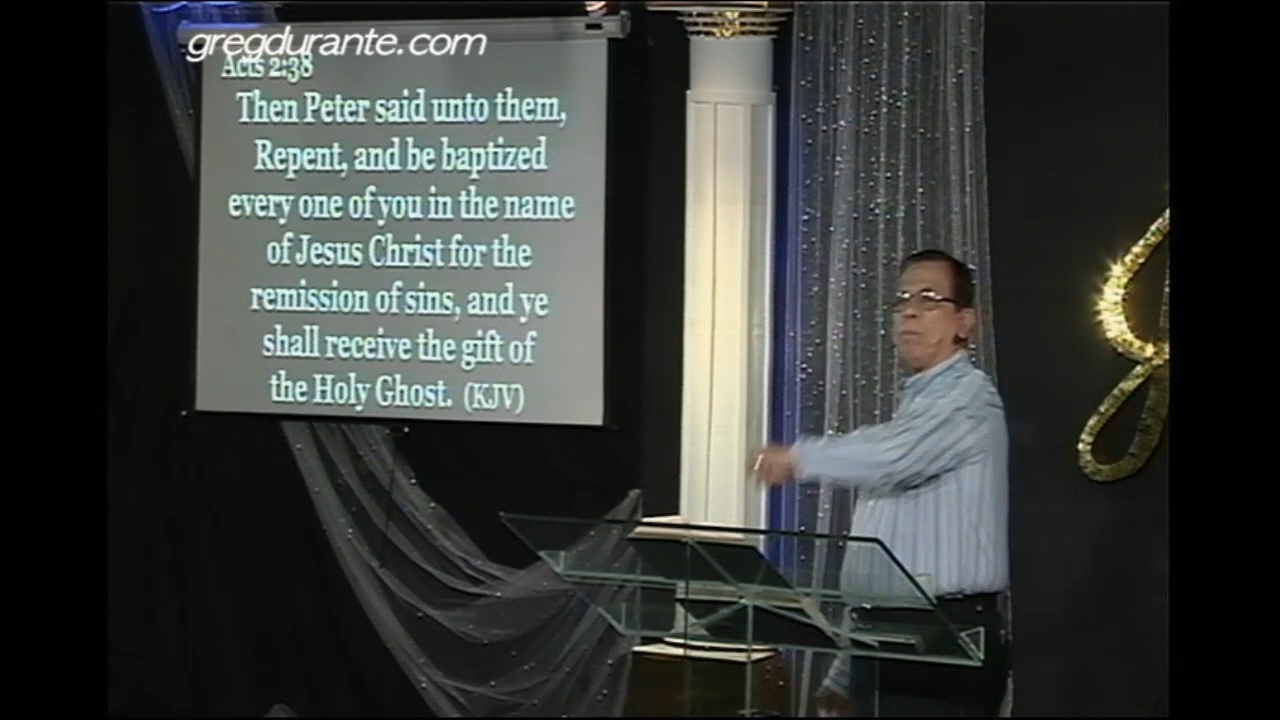 gregdurante.com
Acts 2:38
Then Peter said unto them,
Repent, and be baptized
every one of you in the name
of Jesus Christ for the
remission of sins, and ye
shall receive the gift of
the Holy Ghost. (KJV)